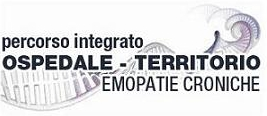 percorso integrato
OSPEDALE - TERRITORIO
EMOPATIE CRONICHE